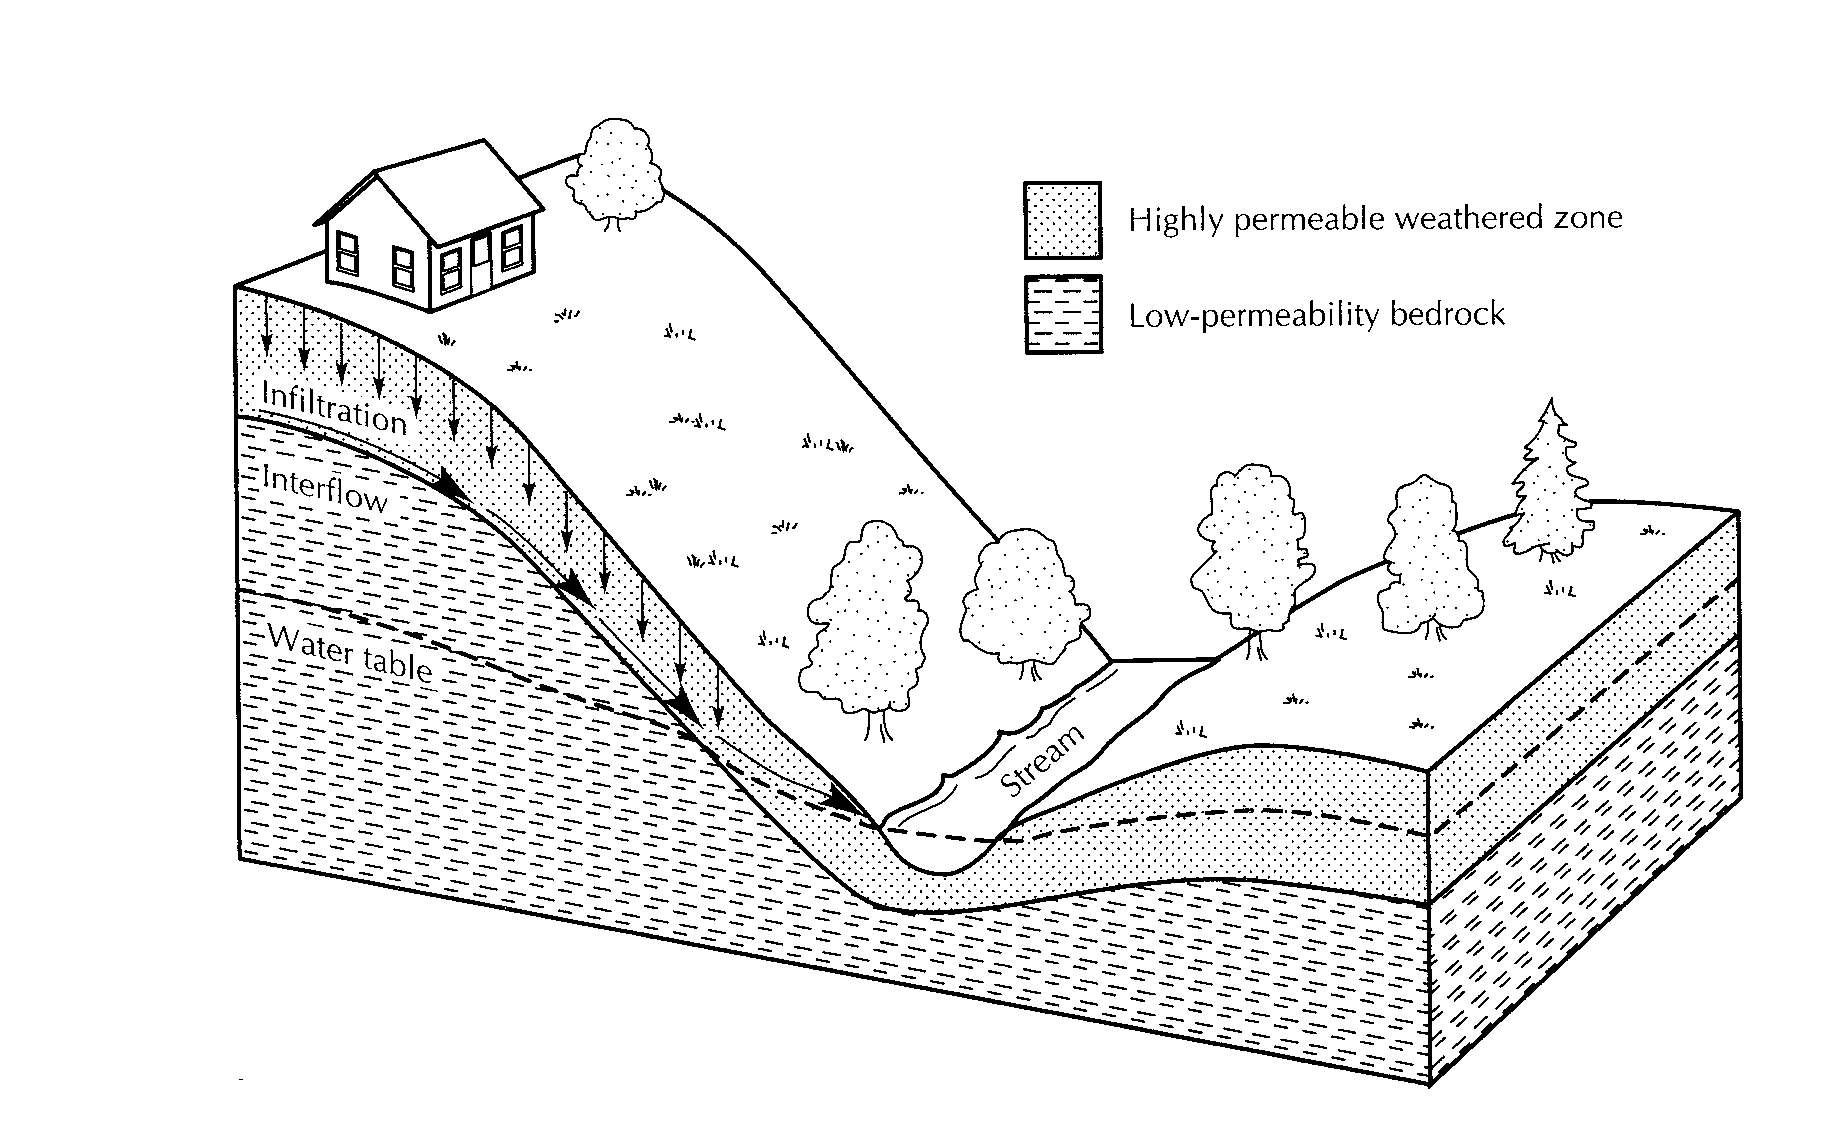 Highly permeable weathered zone
Low-permeability bedrock
Infiltration
Interflow
Water table
Stream